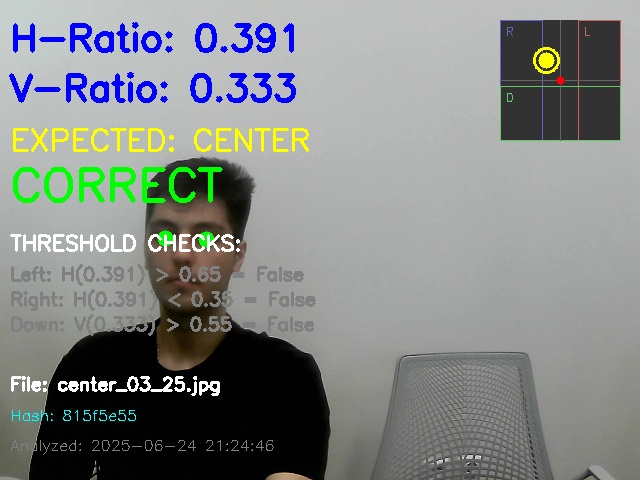 H-Ratio: 0.391
V-Ratio: 0.333
EXPECTED: CENTER
CORRECT
THRESHOLD CHECKS:
Left: H(0.391) > 0.65 = False
Right: H(0.391) < 0.35 = False
Down: V(0.333) > 0.55 = False
File: center_03_25.jpg
Hash: 815f5e55
Analyzed: 2025-06-24 21:24:46
R L
D